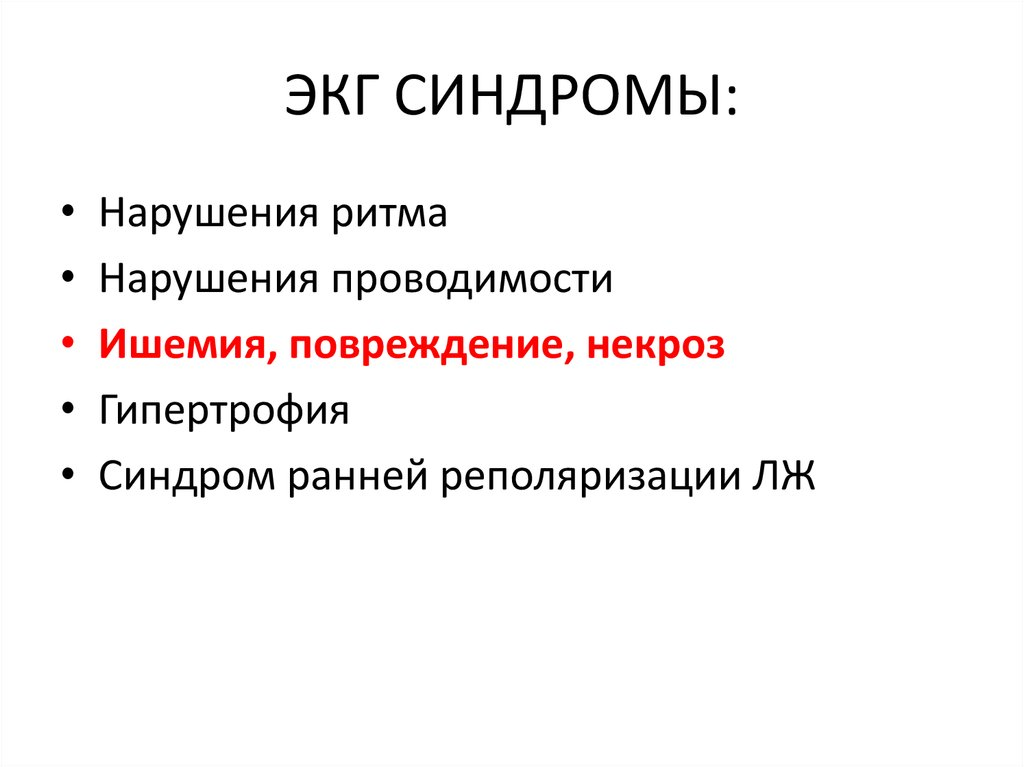 ЭКГ СИНДРОМЫ:
• Нарушения ритма
• Нарушения проводимости
• Ишемия, повреждение, некроз
• Гипертрофия
• Синдром ранней реполяризации ЛЖ